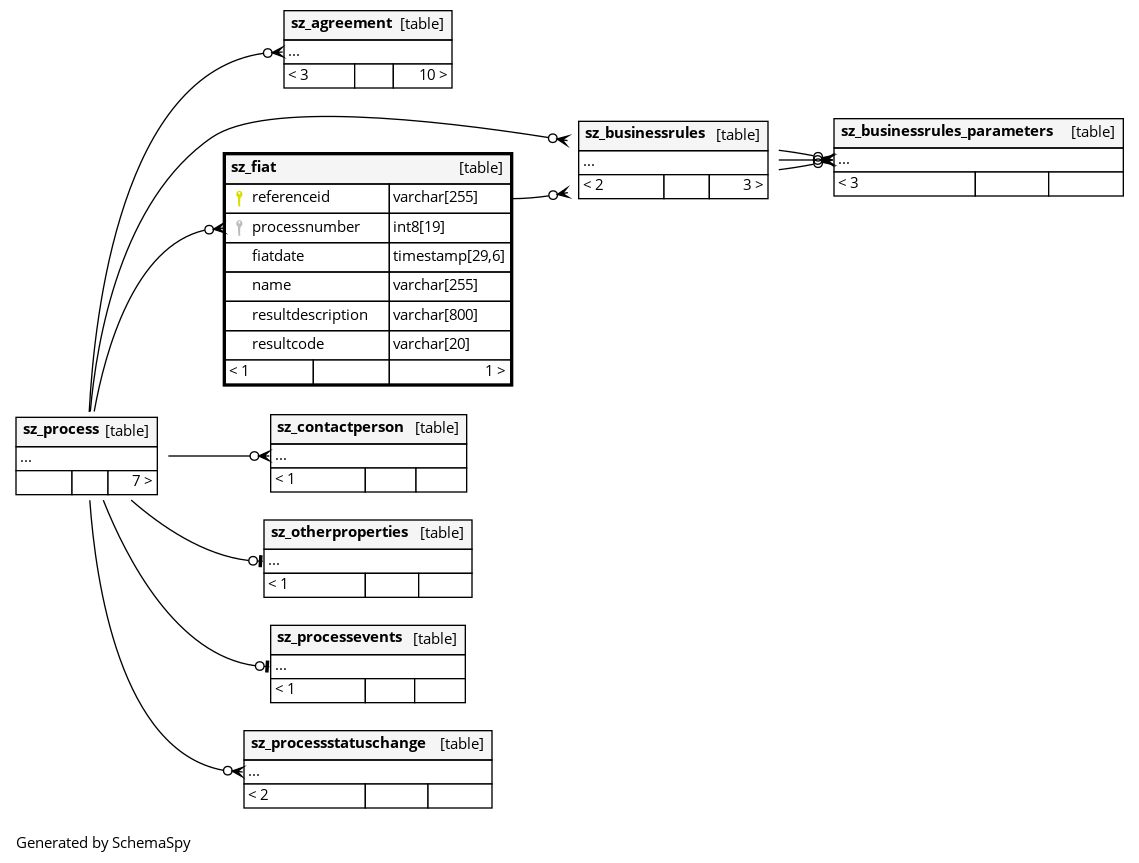 sz_agreement [table]
...
< 3 10 >
sz_businessrules [table]
...
< 2 3 >
sz_businessrules_parameters [table]
...
< 3
sz_fiat [table]
referenceid varchar[255]
processnumber int8[19]
fiatdate timestamp[29,6]
name varchar[255]
resultdescription varchar[800]
resultcode varchar[20]
< 1 1 >
sz_process [table]
...
7 >
sz_contactperson [table]
...
< 1
sz_otherproperties [table]
...
< 1
sz_processevents [table]
...
< 1
sz_processstatuschange [table]
...
< 2
Generated by SchemaSpy